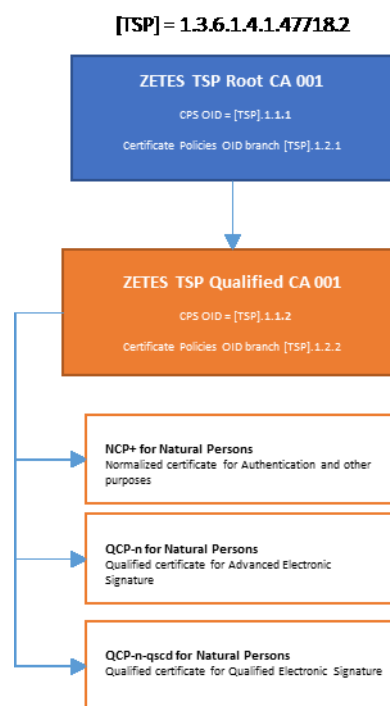 [TSP] = 1.3.6.1.4.1.47718.2
ZETES TSP Root CA 001
CPS OID = [TSP].1.1.1
Certificate Policies OID branch [TSP].1.2.1
ZETES TSP Qualified CA 001
CPS OID = [TSP].1.1.2
Certificate Policies OID branch [TSP].1.2.2
NCP+ for Natural Persons
Normalized certificate for Authentication and other
purposes
QCP-n for Natural Persons
Qualified certificate for Advanced Electronic
Signature
QCP-n-qscd for Natural Persons
Qualified certificate for Qualified Electronic Signature